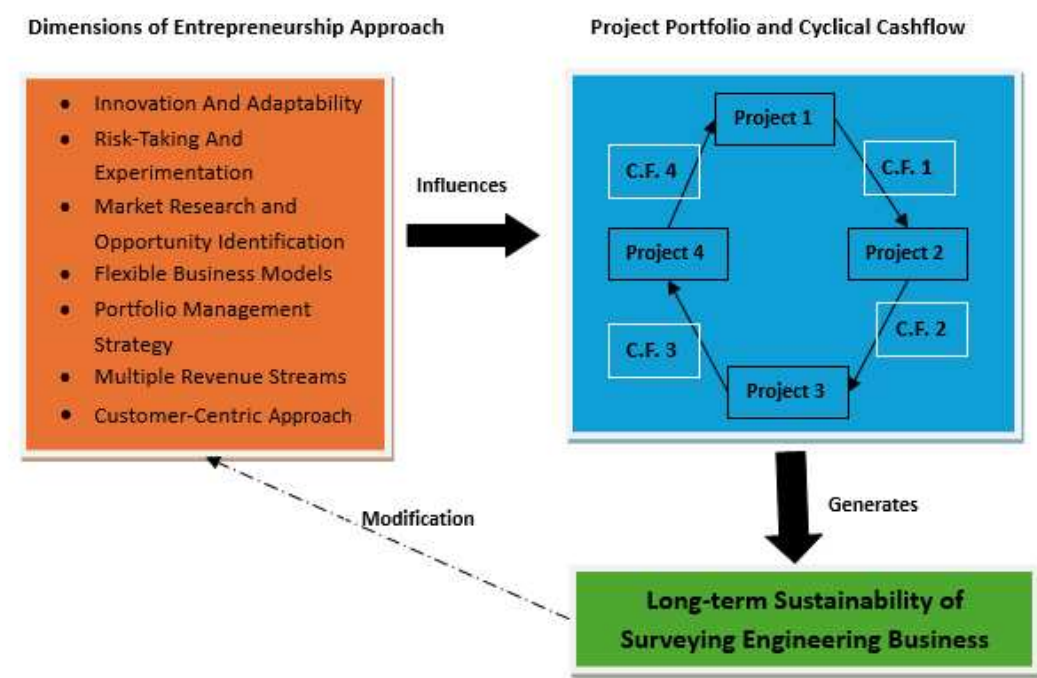 Dimensions of Entrepreneurship Approach
Innovation And Adaptability
Risk-Taking And
Experimentation
Market Research and
Opportunity Identification
Flexible Business Models
Portfolio Management
Strategy
Multiple Revenue Streams
Customer-Centric Approach
Influences
Project Portfolio and Cyclical Cashflow
Project 1
C.F. 4
C.F. 1
Project 4
Project 2
C.F. 3
C.F. 2
Project 3
Generates
Modification
Long-term Sustainability of
Surveying Engineering Business